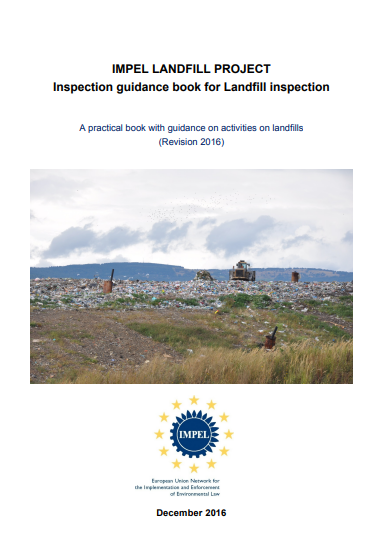 IMPEL LANDFILL PROJECT
Inspection guidance book for Landfill inspection
A practical book with guidance on activities on landfills
(Revision 2016)
IMPEL
European Union Network for
the Implementation and Enforcement
of Environmental Law
December 2016